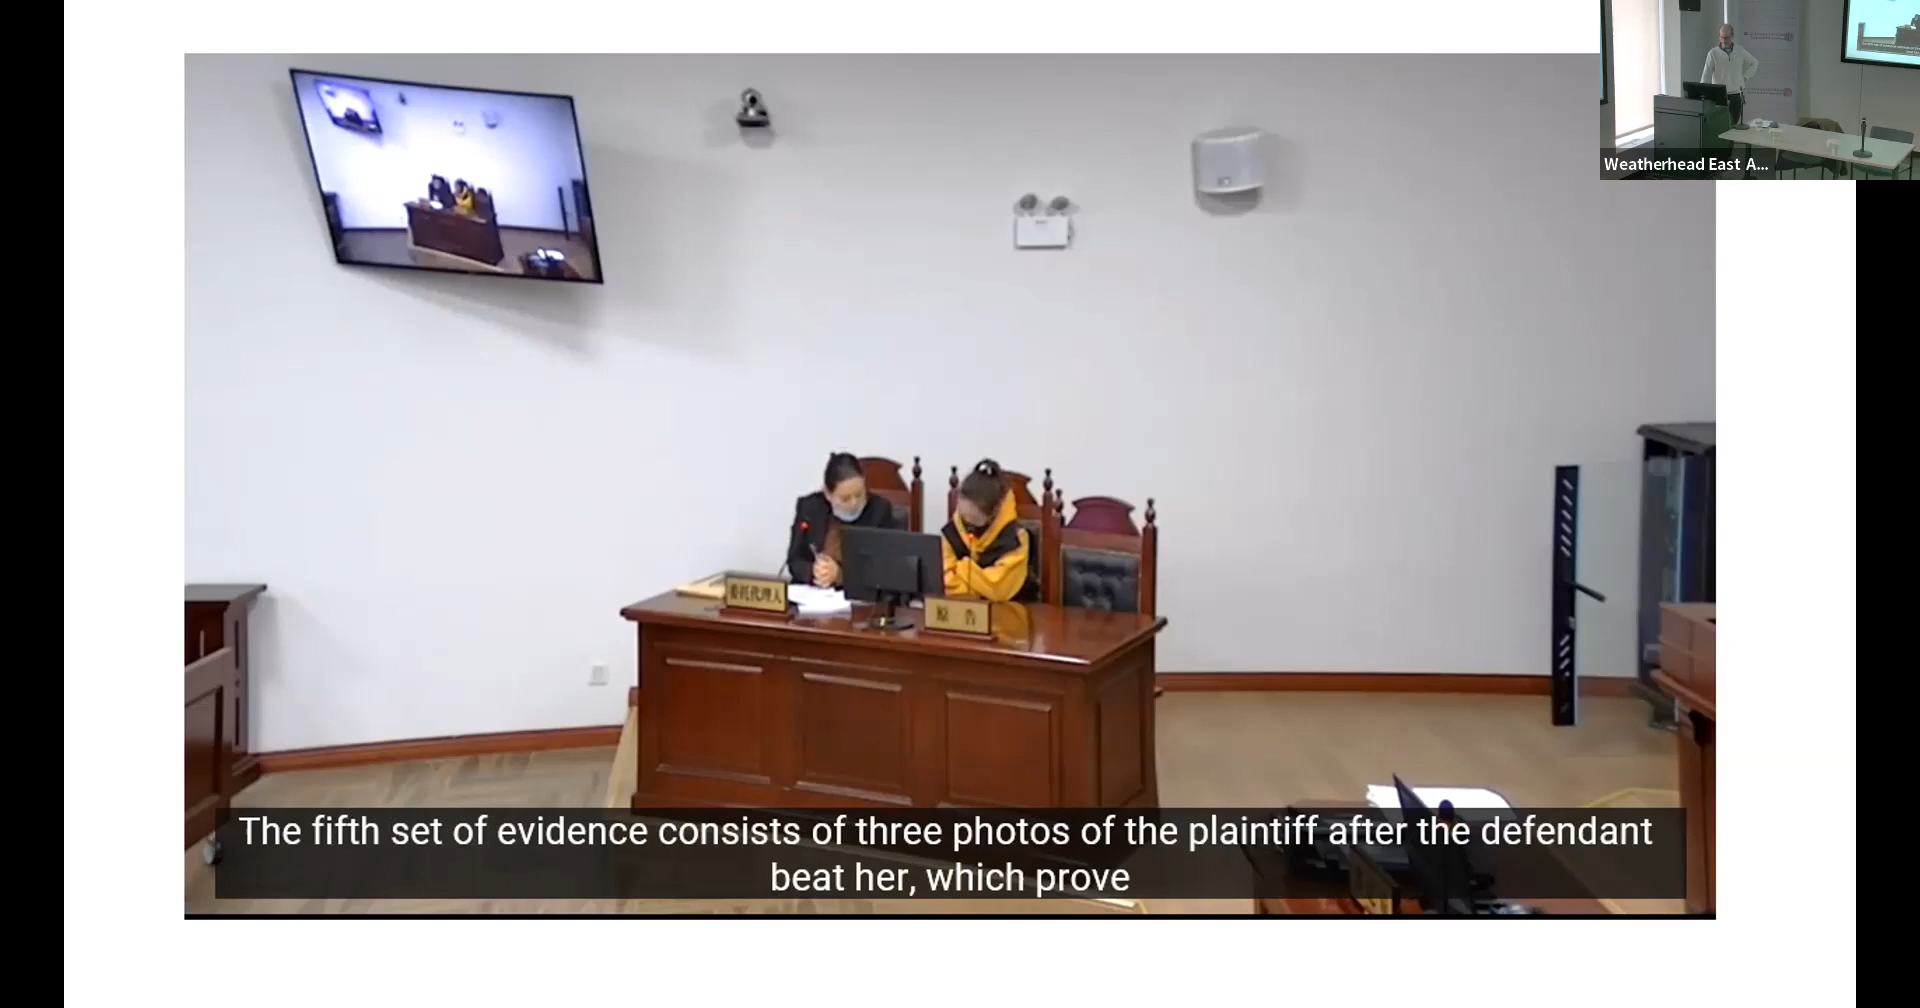 Weatherhead East A...
委托代理人
原 告
The fifth set of evidence consists of three photos of the plaintiff after the defendant
beat her, which prove